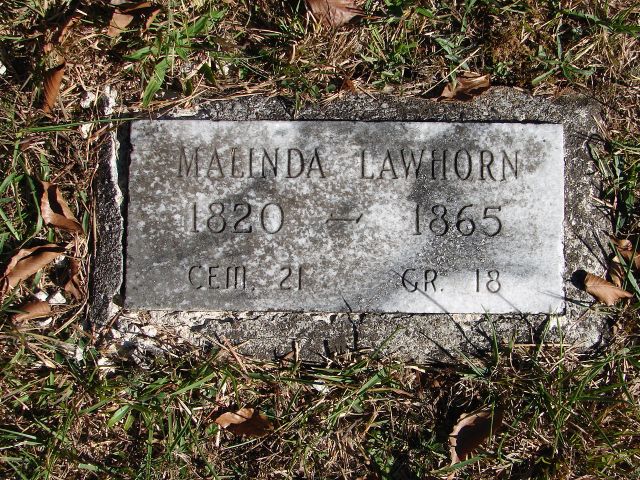 MALINDA LAWHORN
1820 — 1865
CEM. 21 GR. 18